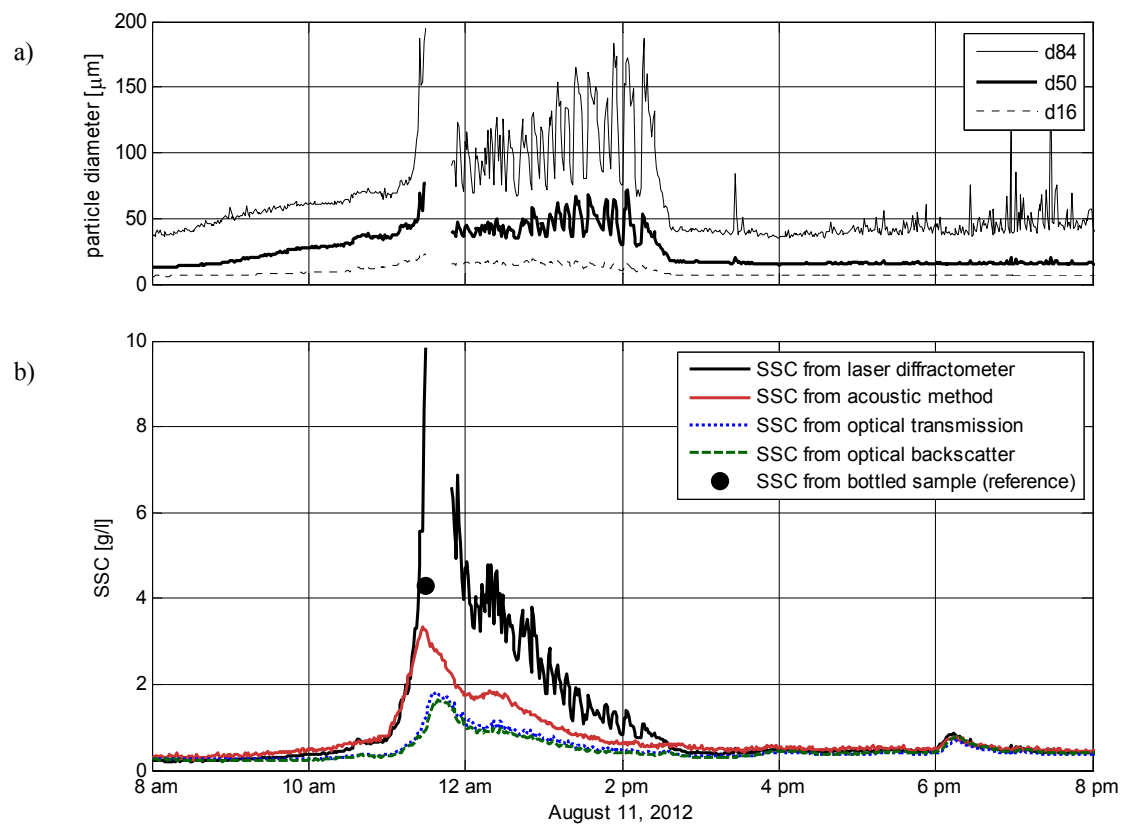 a)
200
150
100
50
0
particle diameter [µm]
d84
d50
d16
b)
10
8
6
4
2
0
SSC [g/l]
SSC from laser diffractometer
SSC from acoustic method
SSC from optical transmission
SSC from optical backscatter
SSC from bottled sample (reference)
8 am 10 am 12 am 2 pm 4 pm 6 pm 8 pm
August 11, 2012